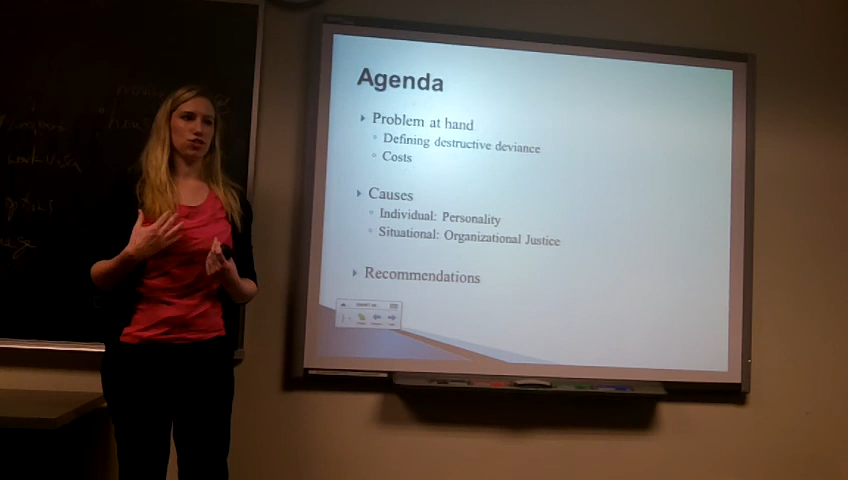 Agenda
Problem at hand
Defining destructive deviance
Costs
Causes
Individual: Personality
Situational: Organizational Justice
Recommendations